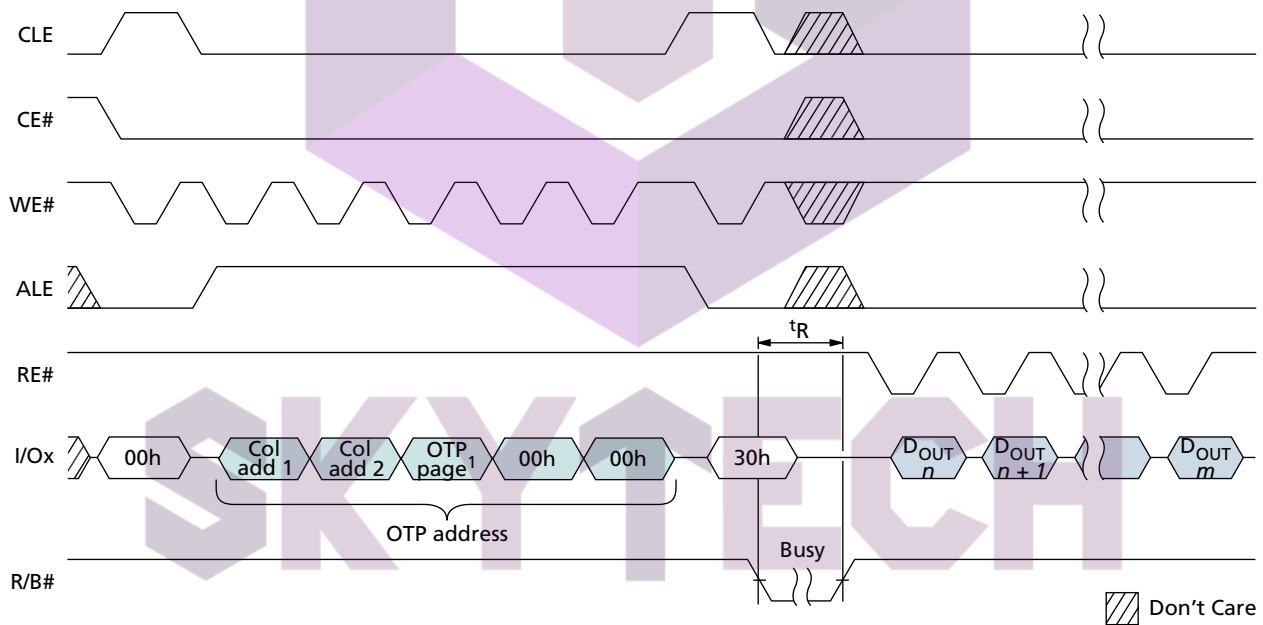 CLE
CE#
WE#
ALE
tR
RE#
I/Ox
00h
Col
add 1
Col
add 2
OTP
page1
00h
00h
30h
DOUT
n
DOUT
n + 1
DOUT
m
OTP address
Busy
R/B#
Don't Care
SKYTECH